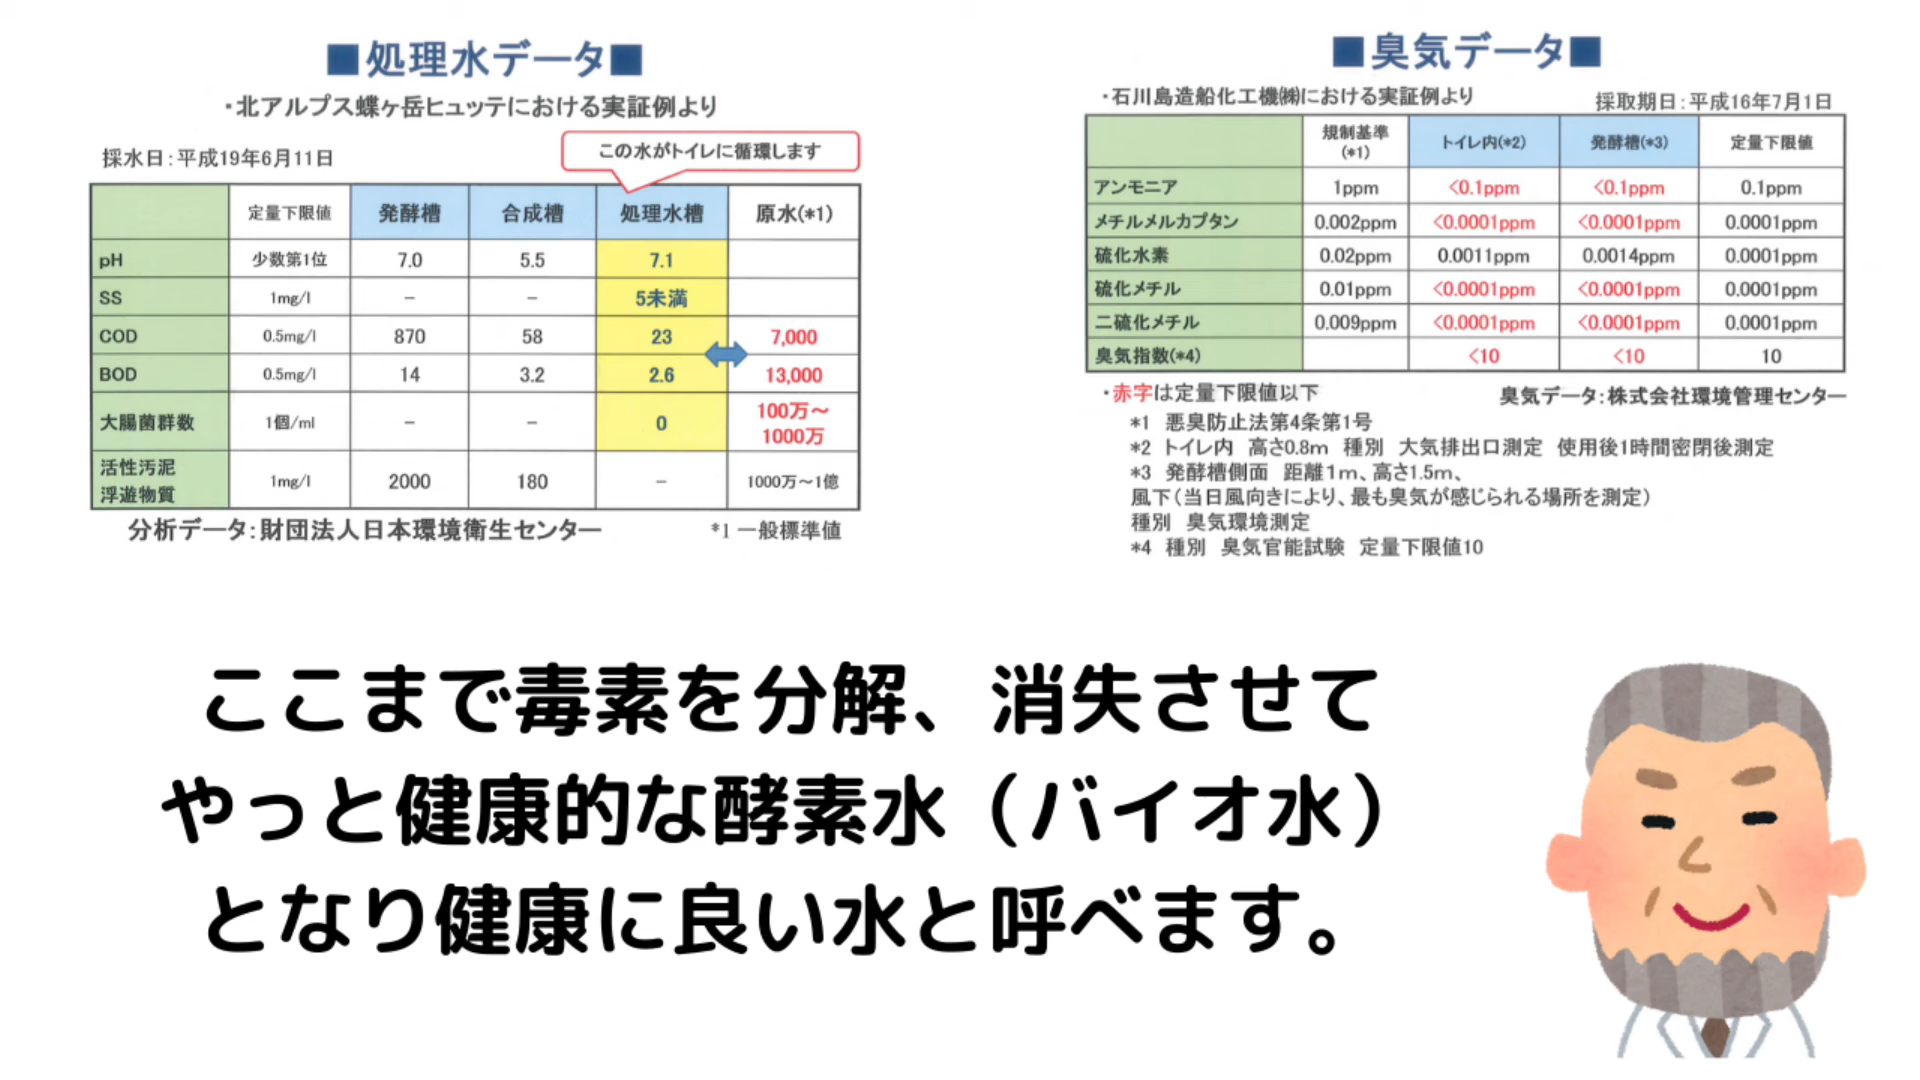 ■処理水データ■
・北アルプス蝶ヶ岳ヒュッテにおける実証例より
採水日：平成19年6月11日
この水がトイレに循環します
定量下限値 発酵槽 合成槽 処理水槽 原水(*1)
pH 少数第1位 7.0 5.5 7.1
SS 1mg/l − − 5未満
COD 0.5mg/l 870 58 23 7,000
BOD 0.5mg/l 14 3.2 2.6 13,000
大腸菌群数 1個/ml − − 0 100万～
1000万
活性汚泥
浮遊物質 1mg/l 2000 180 − 1000万～1億
分析データ：財団法人日本環境衛生センター
*1 一般標準値
■臭気データ■
・石川島造船化工機㈱における実証例より
採取期日：平成16年7月1日
規制基準
(*1) トイレ内(*2) 発酵槽(*3) 定量下限値
アンモニア 1ppm <0.1ppm <0.1ppm 0.1ppm
メチルメルカプタン 0.002ppm <0.0001ppm <0.0001ppm 0.0001ppm
硫化水素 0.02ppm 0.0011ppm 0.0014ppm 0.0001ppm
硫化メチル 0.01ppm <0.0001ppm <0.0001ppm 0.0001ppm
二硫化メチル 0.009ppm <0.0001ppm <0.0001ppm 0.0001ppm
臭気指数(*4) <10 <10 10
・赤字は定量下限値以下
臭気データ：株式会社環境管理センター
*1 悪臭防止法第4条第1号
*2 トイレ内 高さ0.8m 種別 大気排出口測定 使用後1時間密閉後測定
*3 発酵槽側面 距離1m、高さ1.5m、
風下（当日風向きにより、最も臭気が感じられる場所を測定）
種別 臭気環境測定
*4 種別 臭気官能試験 定量下限値10
ここまで毒素を分解、消失させて
やっと健康的な酵素水（バイオ水）
となり健康に良い水と呼べます。